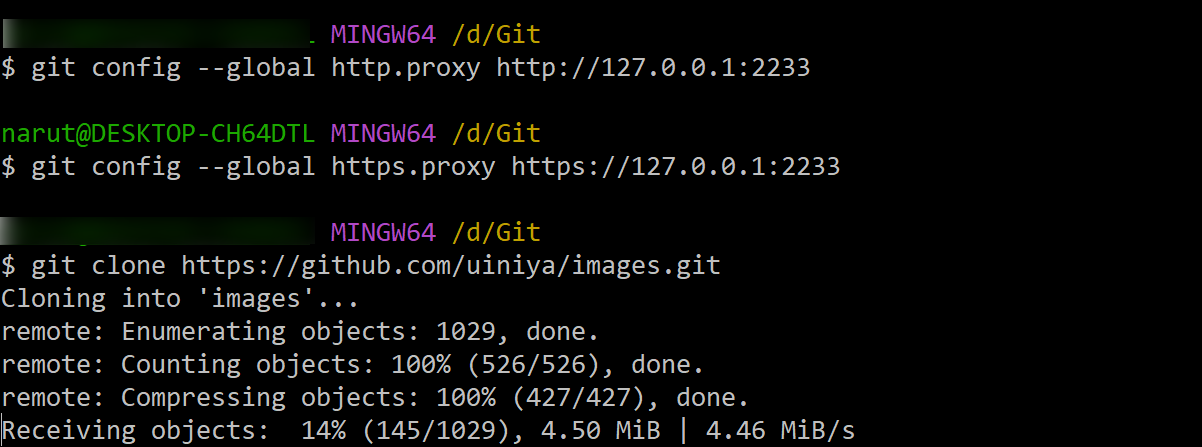 MINGW64 /d/Git
$ git config --global http.proxy http://127.0.0.1:2233
narut@DESKTOP-CH64DTL MINGW64 /d/Git
$ git config --global https.proxy https://127.0.0.1:2233
MINGW64 /d/Git
$ git clone https://github.com/uiniya/images.git
Cloning into 'images'...
remote: Enumerating objects: 1029, done.
remote: Counting objects: 100% (526/526), done.
remote: Compressing objects: 100% (427/427), done.
Receiving objects:  14% (145/1029), 4.50 MiB | 4.46 MiB/s